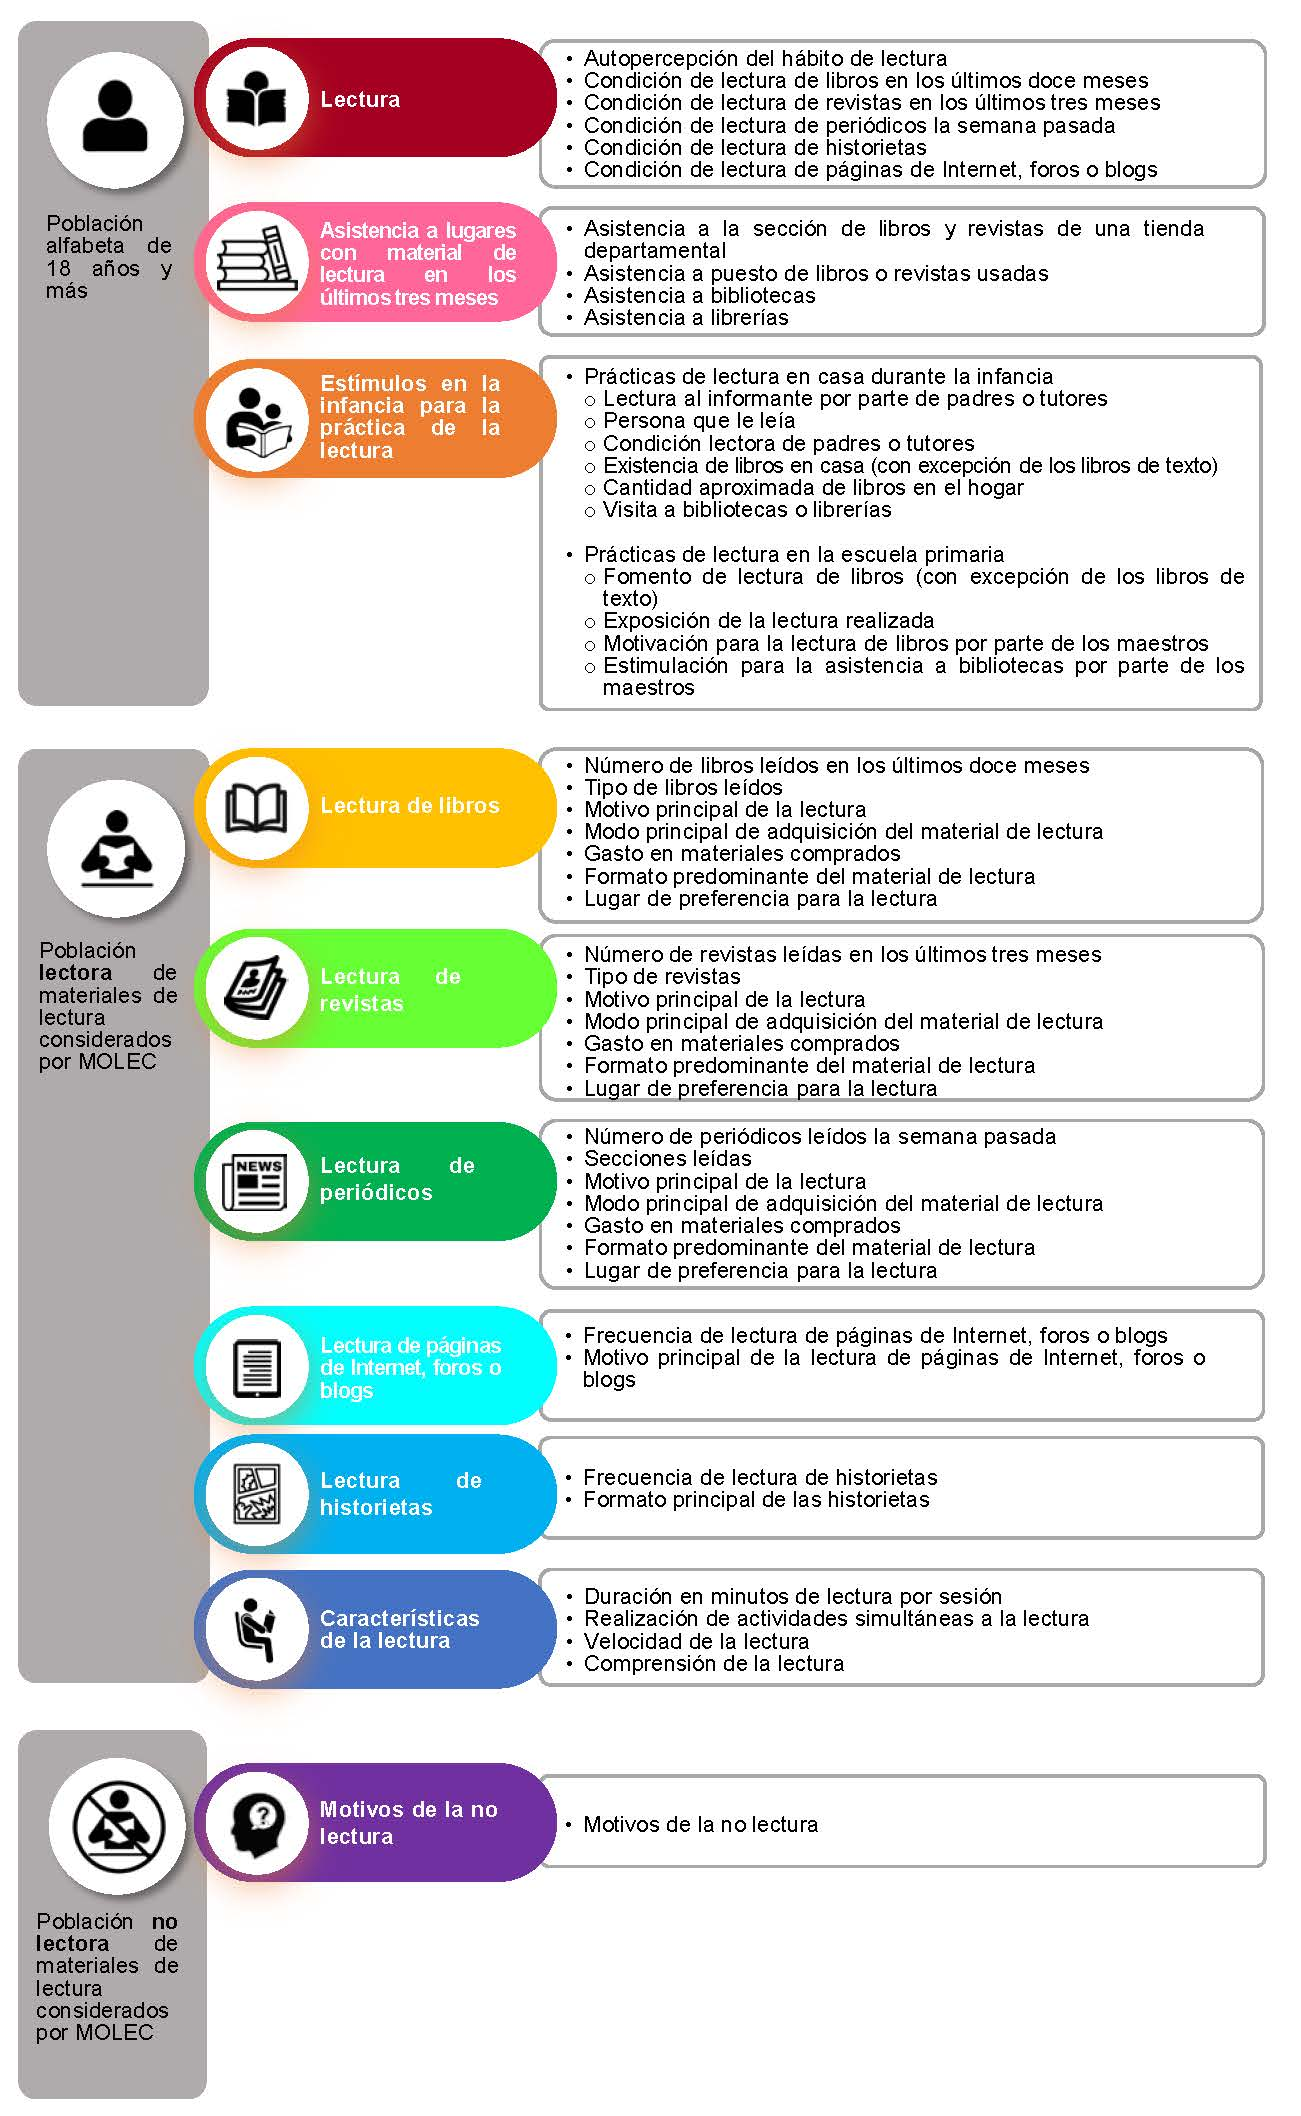 Población
alfabeta de
18 años y
más
Lectura
• Autopercepción del hábito de lectura
• Condición de lectura de libros en los últimos doce meses
• Condición de lectura de revistas en los últimos tres meses
• Condición de lectura de periódicos la semana pasada
• Condición de lectura de historietas
• Condición de lectura de páginas de Internet, foros o blogs
Asistencia a lugares
con material de
lectura en los
últimos tres meses
• Asistencia a la sección de libros y revistas de una tienda
departamental
• Asistencia a puesto de libros o revistas usadas
• Asistencia a bibliotecas
• Asistencia a librerías
Estímulos en la
infancia para la
práctica de la
lectura
• Prácticas de lectura en casa durante la infancia
o Lectura al informante por parte de padres o tutores
o Persona que le leía
o Condición lectora de padres o tutores
o Existencia de libros en casa (con excepción de los libros de texto)
o Cantidad aproximada de libros en el hogar
o Visita a bibliotecas o librerías
• Prácticas de lectura en la escuela primaria
o Fomento de lectura de libros (con excepción de los libros de
texto)
o Exposición de la lectura realizada
o Motivación para la lectura de libros por parte de los maestros
o Estimulación para la asistencia a bibliotecas por parte de los
maestros
Población
lectora de
materiales de
lectura
considerados
por MOLEC
Lectura de libros
• Número de libros leídos en los últimos doce meses
• Tipo de libros leídos
• Motivo principal de la lectura
• Modo principal de adquisición del material de lectura
• Gasto en materiales comprados
• Formato predominante del material de lectura
• Lugar de preferencia para la lectura
Lectura de
revistas
• Número de revistas leídas en los últimos tres meses
• Tipo de revistas
• Motivo principal de la lectura
• Modo principal de adquisición del material de lectura
• Gasto en materiales comprados
• Formato predominante del material de lectura
• Lugar de preferencia para la lectura
NEWS
Lectura de
periódicos
• Número de periódicos leídos la semana pasada
• Secciones leídas
• Motivo principal de la lectura
• Modo principal de adquisición del material de lectura
• Gasto en materiales comprados
• Formato predominante del material de lectura
• Lugar de preferencia para la lectura
Lectura de páginas
de Internet, foros o
blogs
• Frecuencia de lectura de páginas de Internet, foros o blogs
• Motivo principal de la lectura de páginas de Internet, foros o
blogs
Lectura de
historietas
• Frecuencia de lectura de historietas
• Formato principal de las historietas
Características
de la lectura
• Duración en minutos de lectura por sesión
• Realización de actividades simultáneas a la lectura
• Velocidad de la lectura
• Comprensión de la lectura
Población no
lectora de
materiales de
lectura
considerados
por MOLEC
?
Motivos de la no
lectura
• Motivos de la no lectura